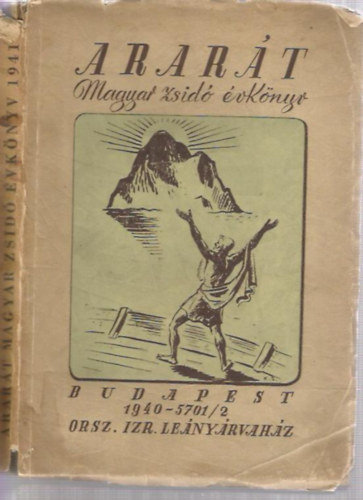 ARARÁT
Magyar zsidó évkönyv
BUDAPEST
1940-5701/2
ORSZ. IZR. LEÁNYÁRVAHÁZ
ARARÁT MAGYAR ZSIDÓ ÉVKÖNYV 1941